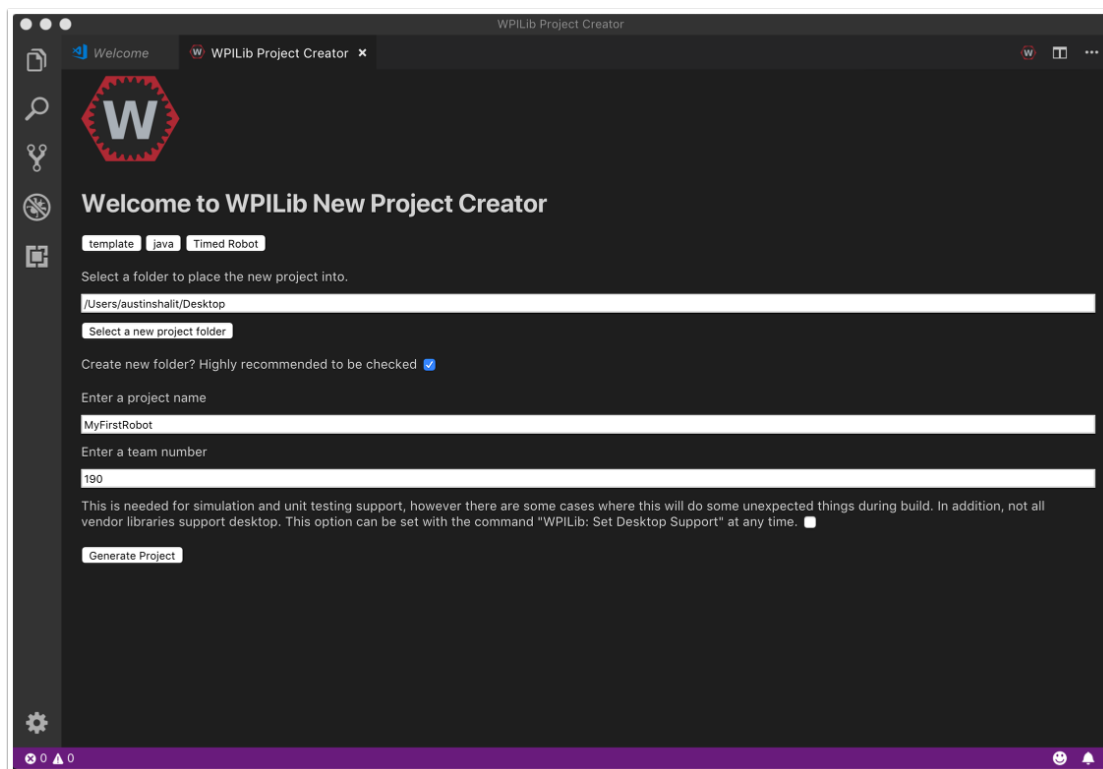 WPILib Project Creator
Welcome
WPILib Project Creator
W
W
W
Welcome to WPILib New Project Creator
template java Timed Robot
Select a folder to place the new project into.
/Users/austinshalit/Desktop
Select a new project folder
Create new folder? Highly recommended to be checked
Enter a project name
MyFirstRobot
Enter a team number
190
This is needed for simulation and unit testing support, however there are some cases where this will do some unexpected things during build. In addition, not all
vendor libraries support desktop. This option can be set with the command "WPILib: Set Desktop Support" at any time.
Generate Project
0 0